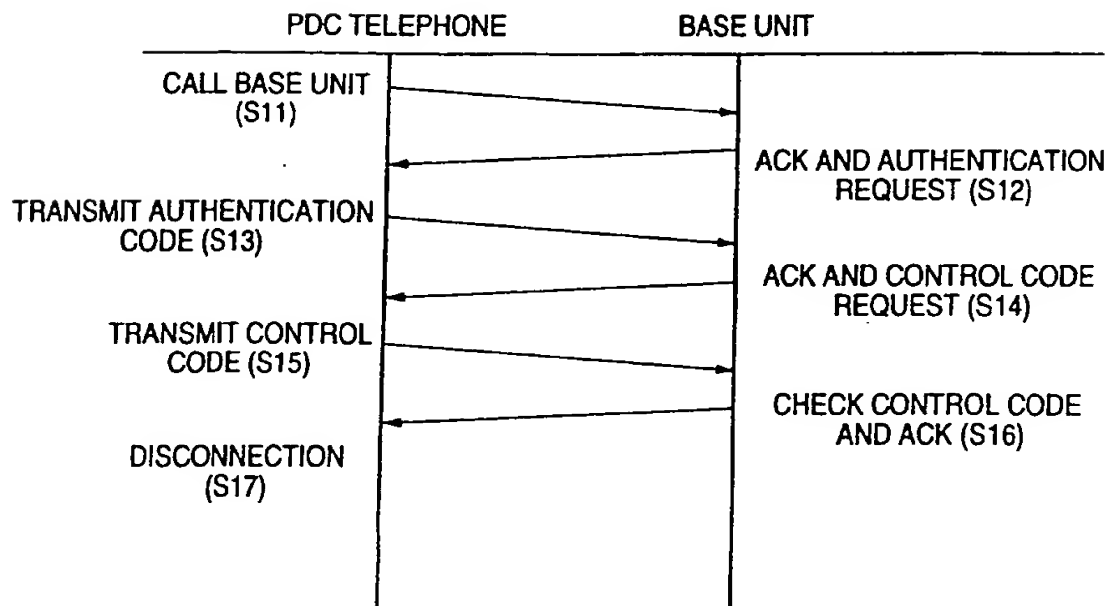 PDC TELEPHONE
BASE UNIT
CALL BASE UNIT
(S11)
ACK AND AUTHENTICATION
REQUEST (S12)
TRANSMIT AUTHENTICATION
CODE (S13)
ACK AND CONTROL CODE
REQUEST (S14)
TRANSMIT CONTROL
CODE (S15)
CHECK CONTROL CODE
AND ACK (S16)
DISCONNECTION
(S17)